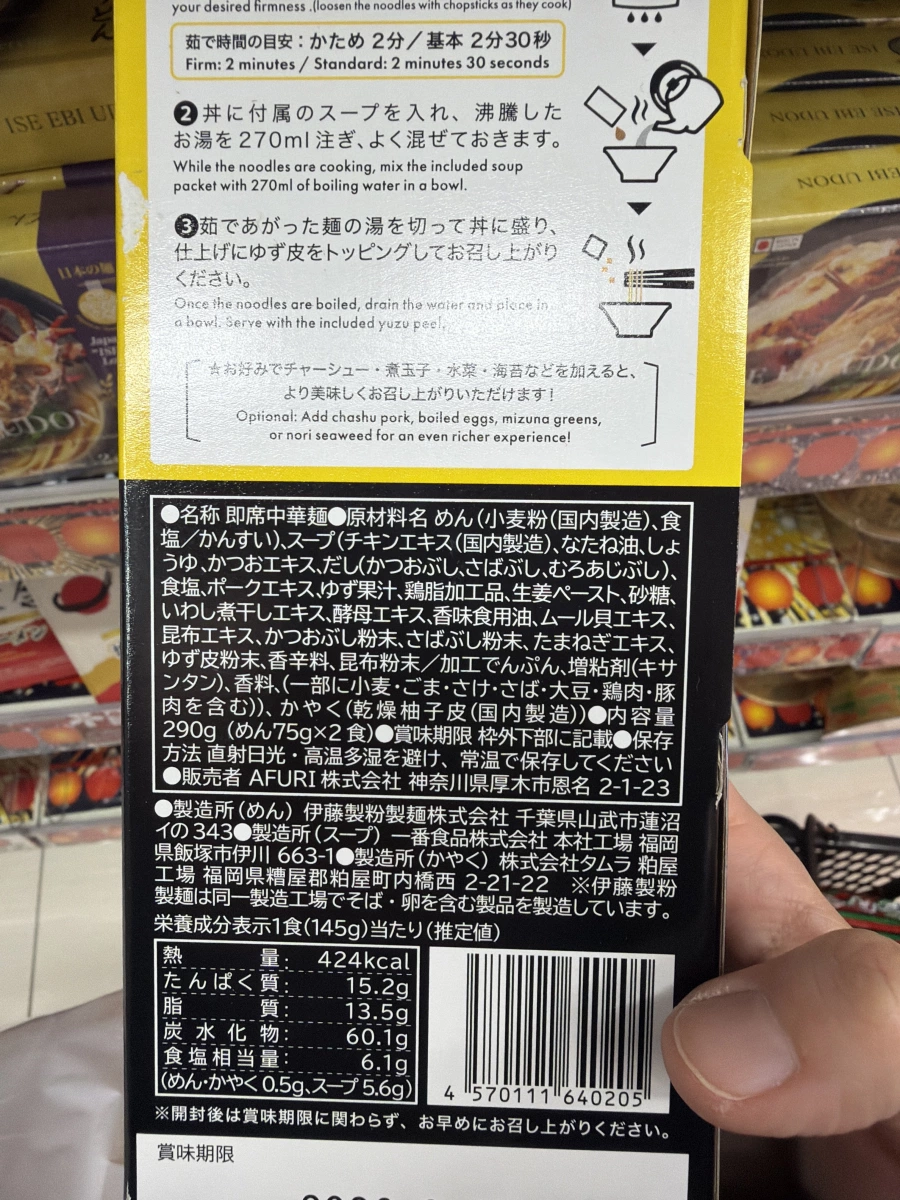 your desired firmness .(loosen the noodles with chopsticks as they cook)
茹で時間の目安：かため 2分／基本 2分30秒
Firm: 2 minutes / Standard: 2 minutes 30 seconds
❷丼に付属のスープを入れ、沸騰した
お湯を270ml注ぎ、よく混ぜておきます。
While the noodles are cooking, mix the included soup
packet with 270ml of boiling water in a bowl.
❸茹であがった麺の湯を切って丼に盛り、
仕上げにゆず皮をトッピングしてお召し上がり
ください。
Once the noodles are boiled, drain the water and place in
a bowl. Serve with the included yuzu peel.
☆お好みでチャーシュー・煮玉子・水菜・海苔などを加えると、
より美味しくお召し上がりいただけます！
Optional: Add chashu pork, boiled eggs, mizuna greens,
or nori seaweed for an even richer experience!
●名称 即席中華麺●原材料名 めん（小麦粉（国内製造）、食
塩／かんすい）、スープ（チキンエキス（国内製造）、なたね油、しょ
うゆ、かつおエキス、だし（かつおぶし、さばぶし、むろあじぶし）、
食塩、ポークエキス、ゆず果汁、鶏脂加工品、生姜ペースト、砂糖、
いわし煮干しエキス、酵母エキス、香味食用油、ムール貝エキス、
昆布エキス、かつおぶし粉末、さばぶし粉末、たまねぎエキス、
ゆず皮粉末、香辛料、昆布粉末／加工でんぷん、増粘剤（キサ
ンタン）、香料、（一部に小麦・ごま・さけ・さば・大豆・鶏肉・豚
肉を含む））、かやく（乾燥柚子皮（国内製造））●内容量
290g（めん75g×2食）●賞味期限 枠外下部に記載●保存
方法 直射日光・高温多湿を避け、常温で保存してください
●販売者 AFURI 株式会社 神奈川県厚木市恩名 2-1-23
●製造所（めん） 伊藤製粉製麺株式会社 千葉県山武市蓮沼
イの343●製造所（スープ） 一番食品株式会社 本社工場 福岡
県飯塚市伊川 663-1●製造所（かやく） 株式会社タムラ 粕屋
工場 福岡県糟屋郡粕屋町内橋西 2-21-22 ※伊藤製粉
製麺は同一製造工場でそば・卵を含む製品を製造しています。
栄養成分表示1食（145g）当たり（推定値）
熱量： 424kcal
たんぱく質： 15.2g
脂質： 13.5g
炭水化物： 60.1g
食塩相当量： 6.1g
（めん・かやく0.5g、スープ5.6g）
4 570111 640205
※開封後は賞味期限に関わらず、お早めにお召し上がりください。
賞味期限
ISE EBI UD
日本の麺
UDON
ISE EBI UDON
EBI UDON